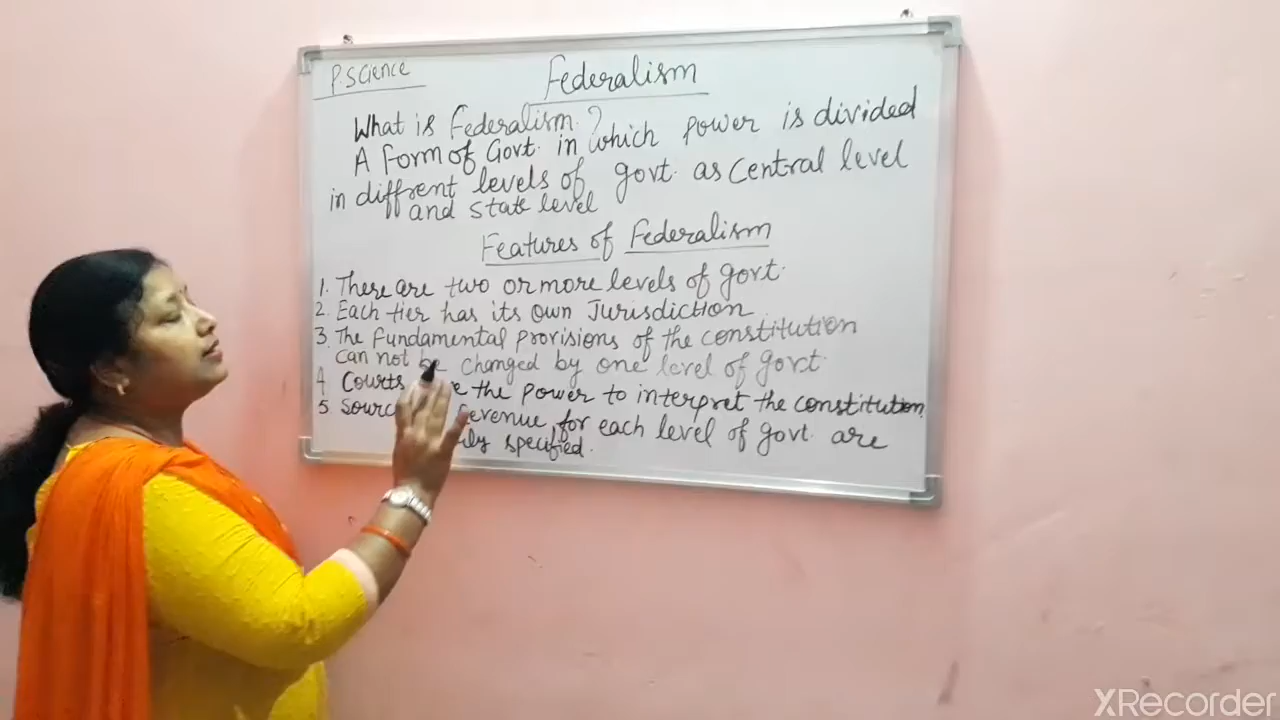 P.Science
Federalism
What is Federalism ?
A form of Govt. in which power is divided
in diffrent levels of govt. as central level
and state level
Features of Federalism
1. There are two or more levels of govt.
2. Each tier has its own Jurisdiction
3. The fundamental provisions of the constitution
can not be changed by one level of govt.
4 Courts the power to interpret the constitution
5. revenue for each level of govt. are
specified.
XRecorder